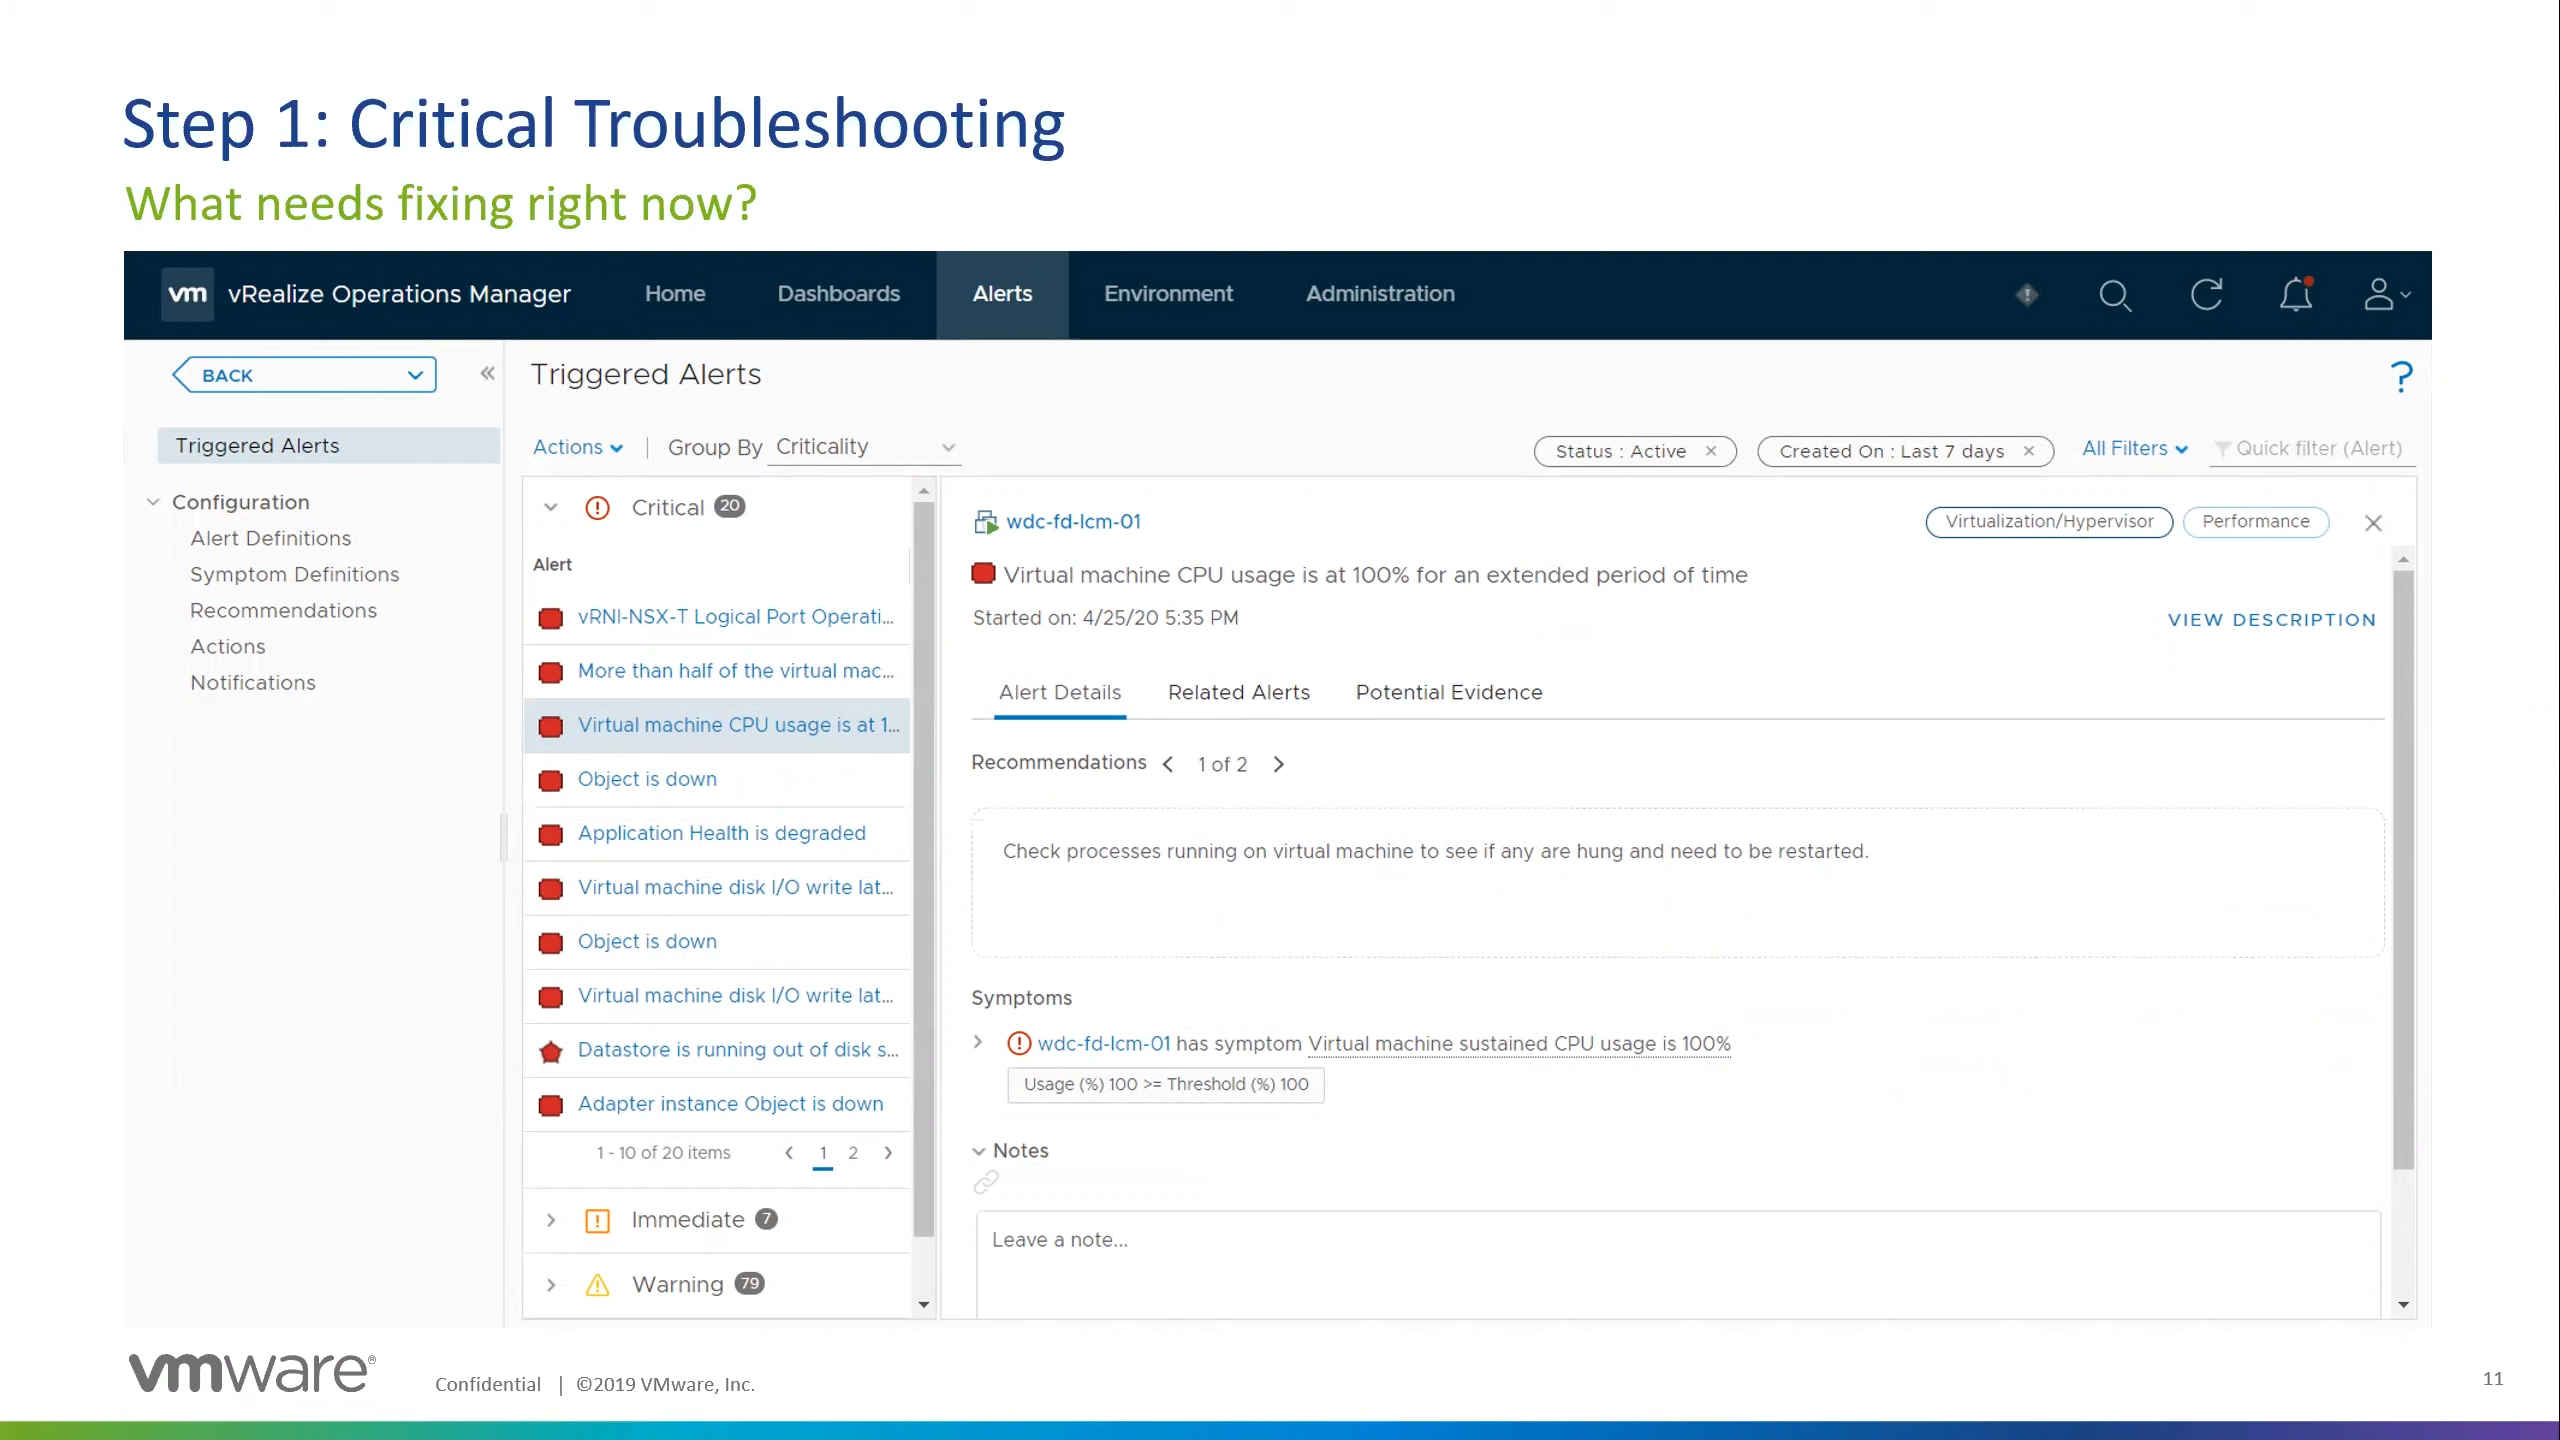 Step 1: Critical Troubleshooting
What needs fixing right now?
vm vRealize Operations Manager Home Dashboards Alerts Environment Administration
BACK
Triggered Alerts
?
Triggered Alerts
Configuration
Alert Definitions
Symptom Definitions
Recommendations
Actions
Notifications
Actions | Group By Criticality
Status : Active × Created On : Last 7 days × All Filters Quick filter (Alert)
Critical 20
Alert
vRNI-NSX-T Logical Port Operati...
More than half of the virtual mac...
Virtual machine CPU usage is at 1...
Object is down
Application Health is degraded
Virtual machine disk I/O write lat...
Object is down
Virtual machine disk I/O write lat...
Datastore is running out of disk s...
Adapter instance Object is down
1 - 10 of 20 items 1 2
Immediate 7
Warning 79
wdc-fd-lcm-01
Virtualization/Hypervisor Performance
Virtual machine CPU usage is at 100% for an extended period of time
Started on: 4/25/20 5:35 PM
VIEW DESCRIPTION
Alert Details Related Alerts Potential Evidence
Recommendations < 1 of 2 >
Check processes running on virtual machine to see if any are hung and need to be restarted.
Symptoms
wdc-fd-lcm-01 has symptom Virtual machine sustained CPU usage is 100%
Usage (%) 100 >= Threshold (%) 100
Notes
Leave a note...
vmware® Confidential | ©2019 VMware, Inc.
11